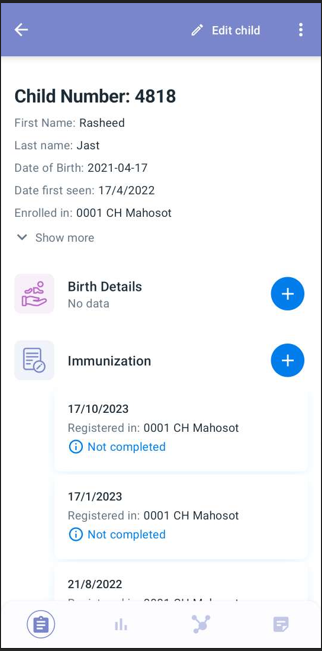 Edit child
Child Number: 4818
First Name: Rasheed
Last name: Jast
Date of Birth: 2021-04-17
Date first seen: 17/4/2022
Enrolled in: 0001 CH Mahosot
Show more
Birth Details
No data
Immunization
17/10/2023
Registered in: 0001 CH Mahosot
Not completed
17/1/2023
Registered in: 0001 CH Mahosot
Not completed
21/8/2022